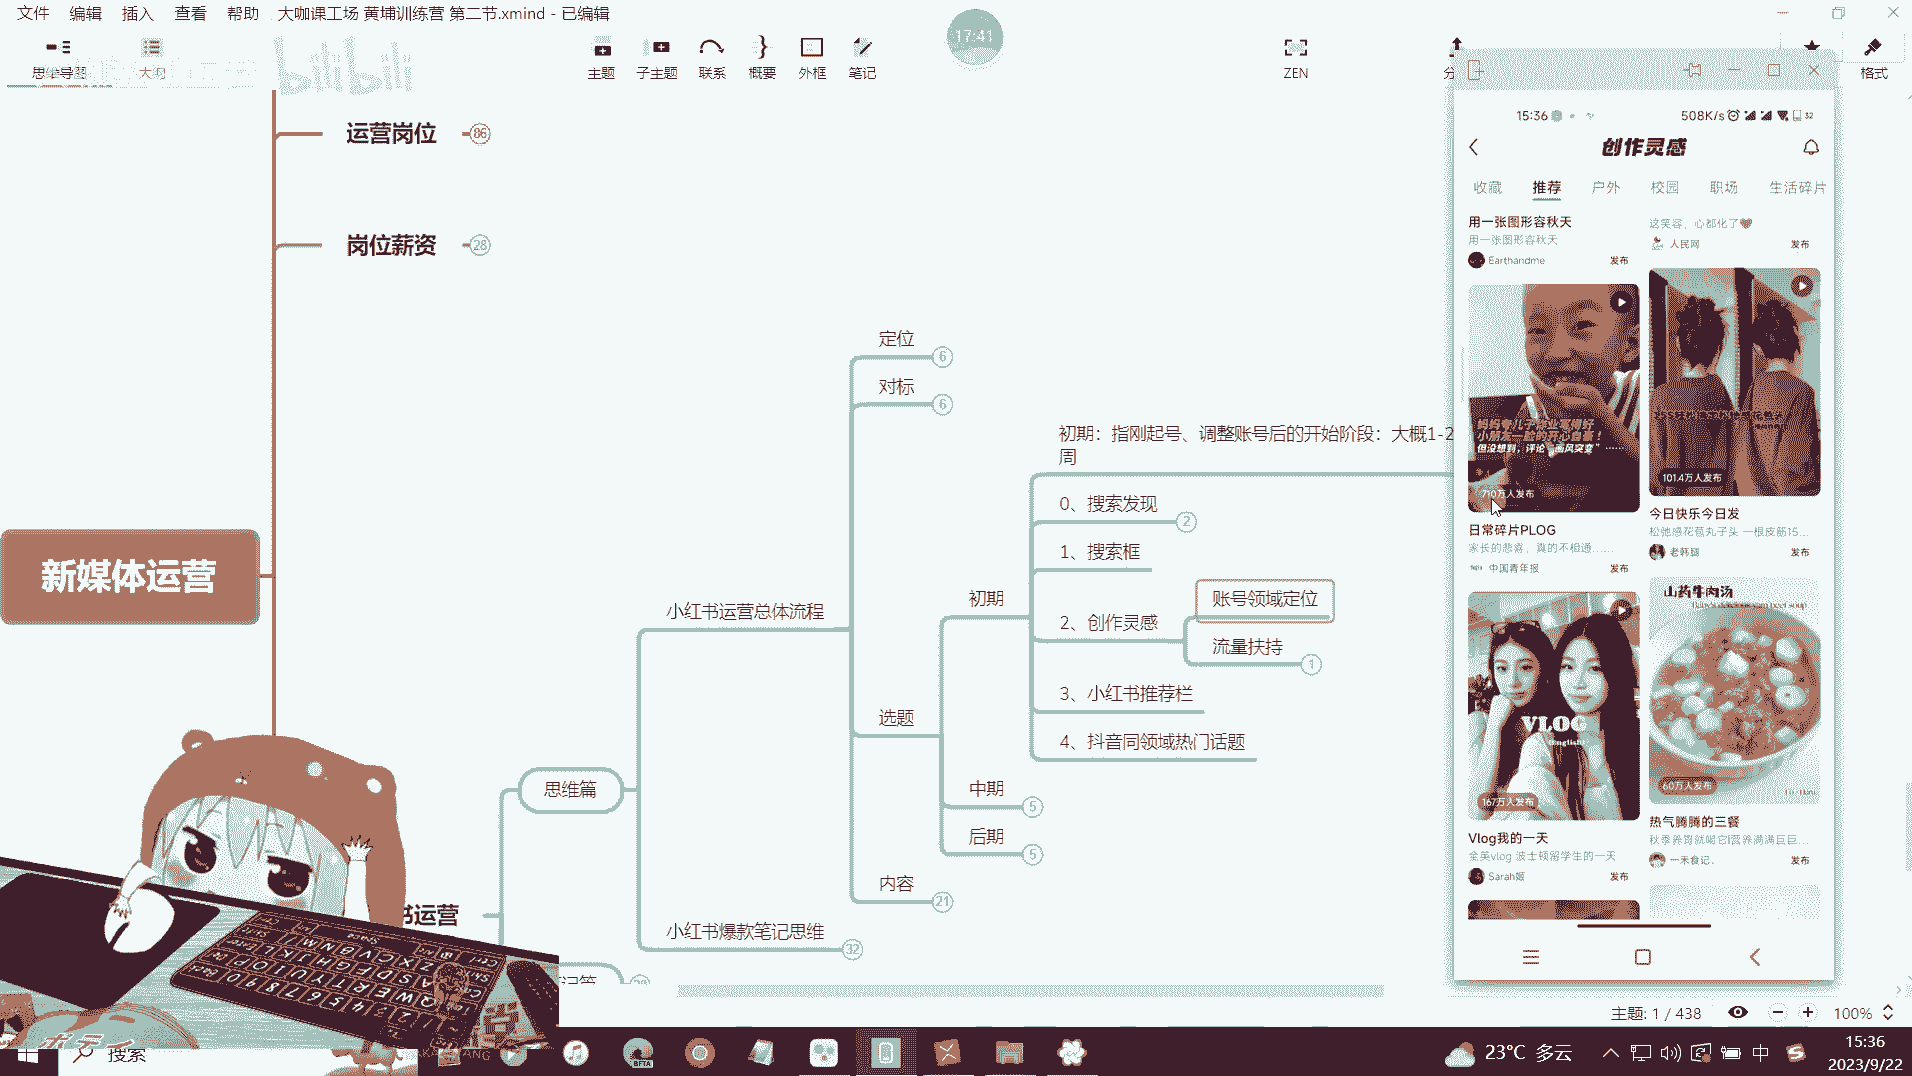 文件 编辑 插入 查看 帮助 大咖课工场 黄埔训练营 第二节.xmind - 已编辑
17:41
思维导图
大纲
bilibili
主题
子主题
联系
概要
外框
笔记
ZEN
格式
运营岗位
86
岗位薪资
28
新媒体运营
思维篇
小红书运营总体流程
定位
6
对标
6
选题
初期
初期：指刚起号、调整账号后的开始阶段：大概1-2
周
0、搜索发现
2
1、搜索框
2、创作灵感
账号领域定位
流量扶持
1
3、小红书推荐栏
4、抖音同领域热门话题
中期
5
后期
5
内容
21
小红书爆款笔记思维
32
书运营
15:36
508K/s
32
创作灵感
收藏 推荐 户外 校园 职场 生活碎片
用一张图形容秋天
用一张图形容秋天
Earthandme
发布
这笑容，心都化了
人民网
发布
但没想到，评论“画风突变”……
710万人发布
日常碎片PLOG
家长的悲喜，真的不相通……
中国青年报
发布
101.4万人发布
今日快乐今日发
松弛感花苞丸子头 一根皮筋15...
老韩腿
发布
VLOG
(English)
167万人发布
Vlog我的一天
全英vlog 波士顿留学生的一天
Sarah姬
发布
山药牛肉汤
60万人发布
热气腾腾的三餐
秋季养胃就喝它!营养满满巨巨...
一禾食记、
发布
主题: 1 / 438
100%
搜索
BETA
23°C 多云
中
15:36
2023/9/22